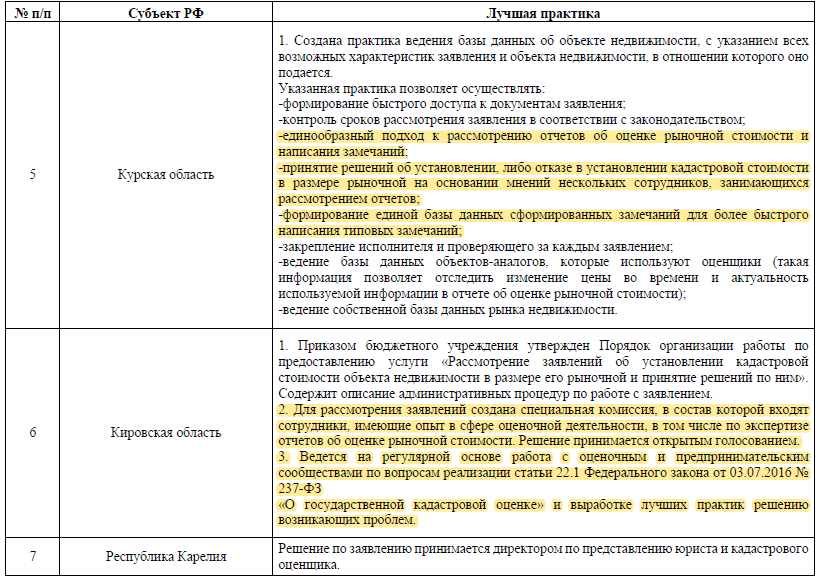 № п/п Субъект РФ Лучшая практика
1. Создана практика ведения базы данных об объекте недвижимости, с указанием всех
возможных характеристик заявления и объекта недвижимости, в отношении которого оно
подается.
Указанная практика позволяет осуществлять:
-формирование быстрого доступа к документам заявления;
-контроль сроков рассмотрения заявления в соответствии с законодательством;
-единообразный подход к рассмотрению отчетов об оценке рыночной стоимости и
написания замечаний;
-принятие решений об установлении, либо отказе в установлении кадастровой стоимости
5 Курская область
в размере рыночной на основании мнений нескольких сотрудников, занимающихся
рассмотрением отчетов;
-формирование единой базы данных сформированных замечаний для более быстрого
написания типовых замечаний;
-закрепление исполнителя и проверяющего за каждым заявлением;
-ведение базы данных объектов-аналогов, которые используют оценщики (такая
информация позволяет отследить изменение цены во времени и актуальность
используемой информации в отчете об оценке рыночной стоимости);
-ведение собственной базы данных рынка недвижимости.
1. Приказом бюджетного учреждения утвержден Порядок организации работы по
предоставлению услуги «Рассмотрение заявлений об установлении кадастровой
стоимости объекта недвижимости в размере его рыночной и принятие решений по ним».
Содержит описание административных процедур по работе с заявлением.
2. Для рассмотрения заявлений создана специальная комиссия, в состав которой входят
6 Кировская область
сотрудники, имеющие опыт в сфере оценочной деятельности, в том числе по экспертизе
отчетов об оценке рыночной стоимости. Решение принимается открытым голосованием.
3. Ведется на регулярной основе работа с оценочным и предпринимательским
сообществами по вопросам реализации статьи 22.1 Федерального закона от 03.07.2016 №
237-ФЗ
«О государственной кадастровой оценке» и выработке лучших практик решению
возникающих проблем.
7 Республика Карелия
Решение по заявлению принимается директором по представлению юриста и кадастрового
оценщика.